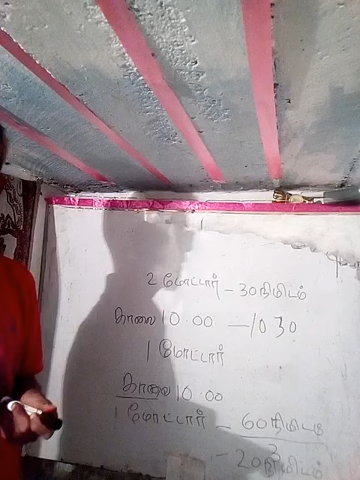 2 மோட்டார் – 30 நிமிடம்
காலை 10.00 – 10 30
1 மோட்டார்
காலை 10.00
1 மோட்டார் – 60 நிமிடம்